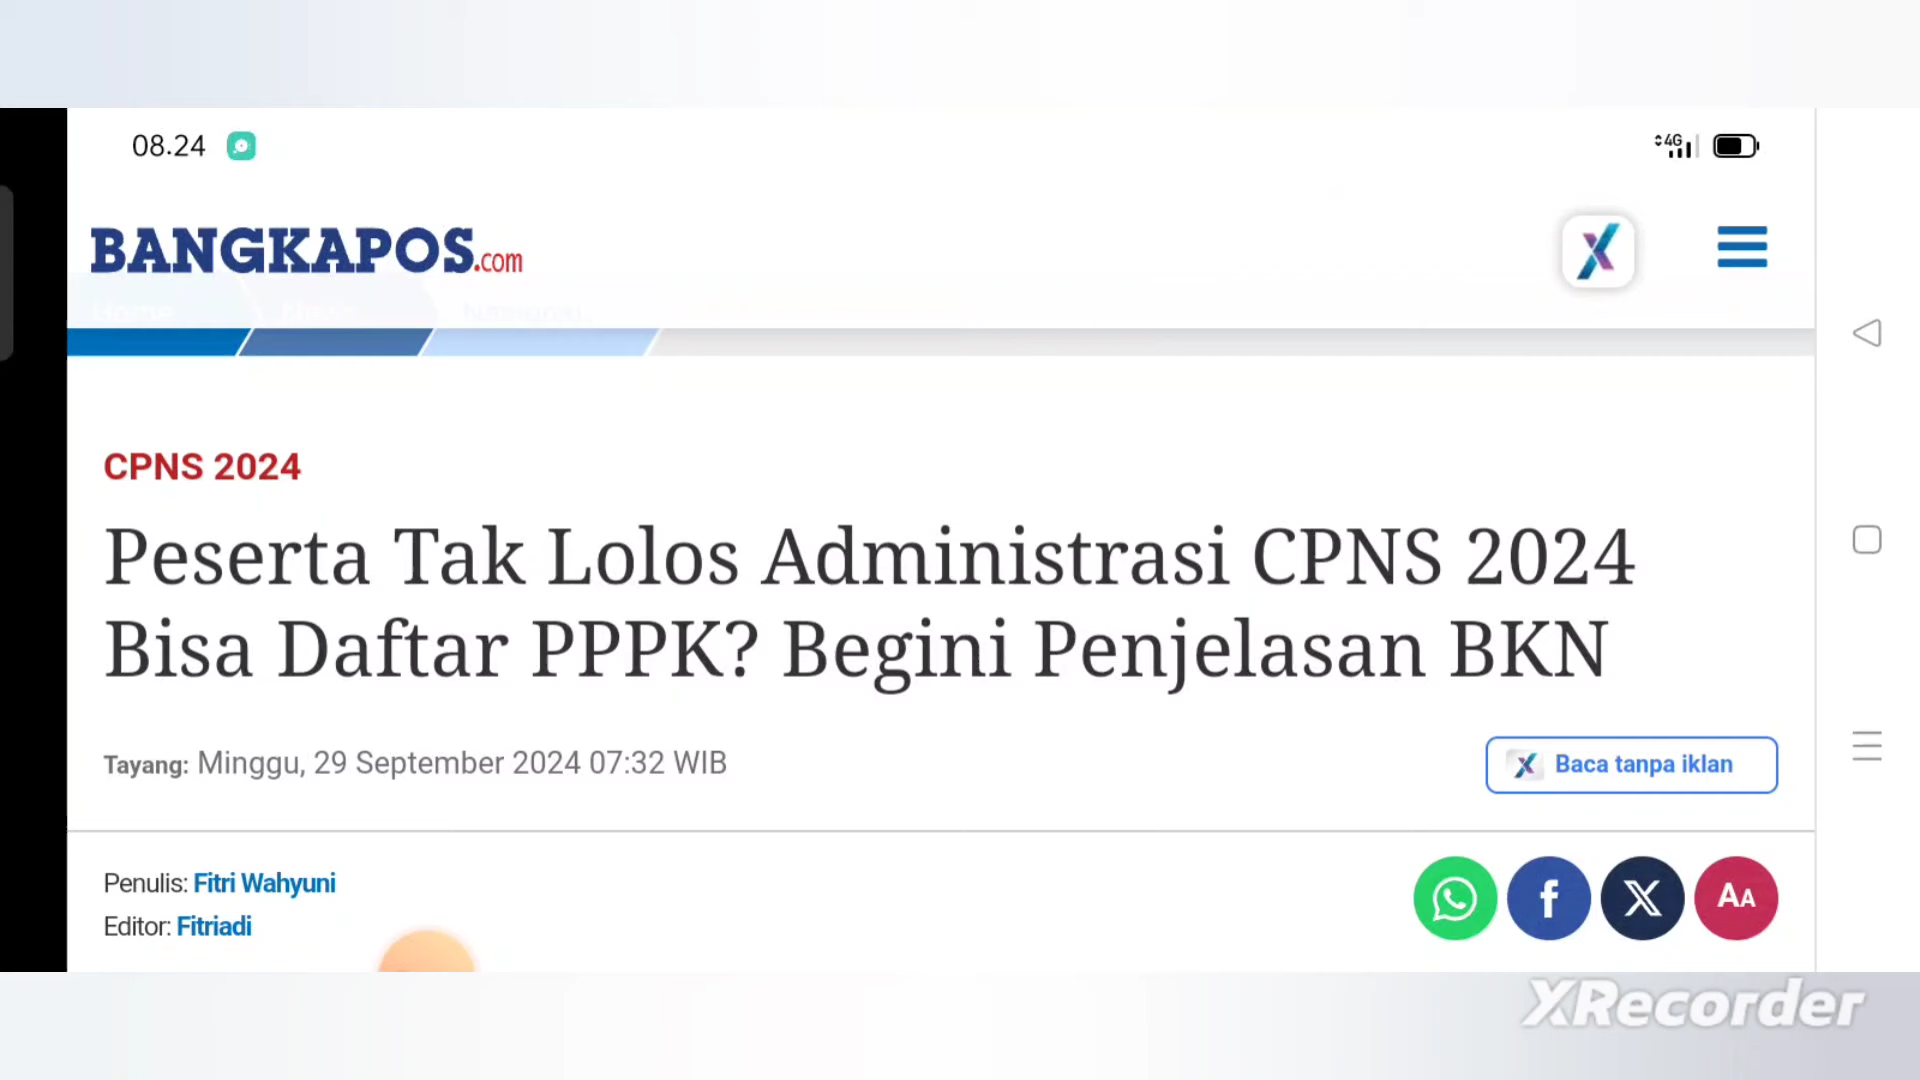 08.24
4G
BANGKAPOS.com
CPNS 2024
Peserta Tak Lolos Administrasi CPNS 2024
Bisa Daftar PPPK? Begini Penjelasan BKN
Tayang: Minggu, 29 September 2024 07:32 WIB
Baca tanpa iklan
Penulis: Fitri Wahyuni
Editor: Fitriadi
AA
XRecorder